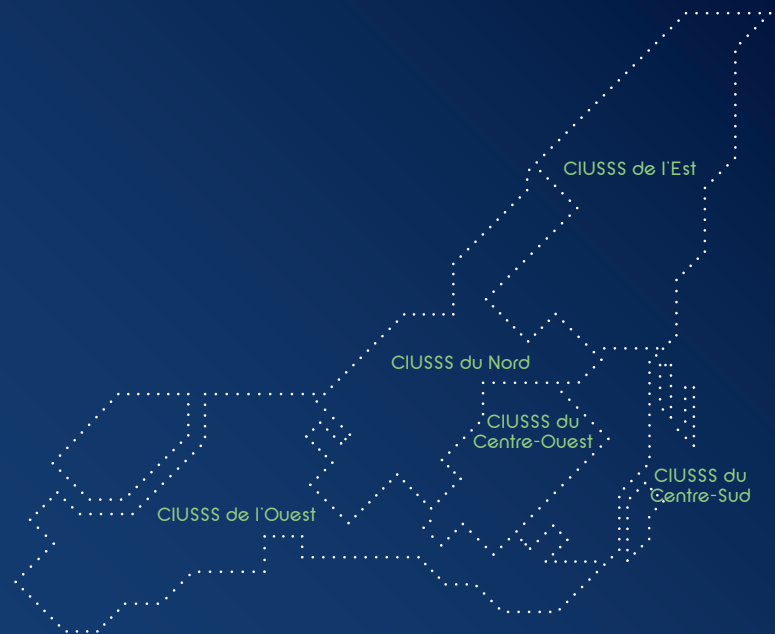 CIUSSS de l'Est
CIUSSS du Nord
CIUSSS du
Centre-Ouest
CIUSSS du
Centre-Sud
CIUSSS de l'Ouest